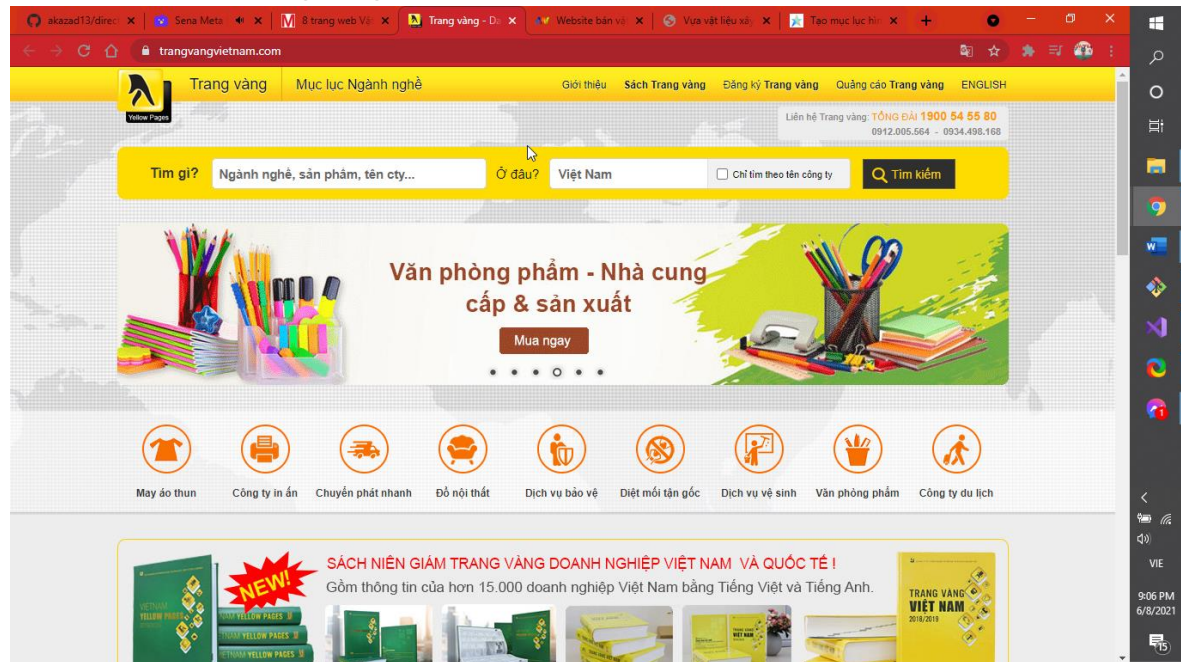 akazad13/direc
Sena Meta
8 trang web Vậ
Trang vàng - Da
Website bán vậ
Vựa vật liệu xây
Tạo mục lục hìn
trangvangvietnam.com
Yellow Pages
Trang vàng
Mục lục Ngành nghề
Giới thiệu
Sách Trang vàng
Đăng ký Trang vàng
Quảng cáo Trang vàng
ENGLISH
Liên hệ Trang vàng: TỔNG ĐÀI 1900 54 55 80
0912.005.564 - 0934.498.168
Tìm gì?
Ngành nghề, sản phẩm, tên cty...
Ở đâu?
Việt Nam
Chỉ tìm theo tên công ty
Tìm kiếm
Văn phòng phẩm - Nhà cung
cấp & sản xuất
Mua ngay
May áo thun
Công ty in ấn
Chuyển phát nhanh
Đồ nội thất
Dịch vụ bảo vệ
Diệt mối tận gốc
Dịch vụ vệ sinh
Văn phòng phẩm
Công ty du lịch
SÁCH NIÊN GIÁM TRANG VÀNG DOANH NGHIỆP VIỆT NAM VÀ QUỐC TẾ !
Gồm thông tin của hơn 15.000 doanh nghiệp Việt Nam bằng Tiếng Việt và Tiếng Anh.
NEW!
VIETNAM
YELLOW PAGES
NAM YELLOW PAGES
VIETNAM YELLOW PAGES
TRANG VÀNG
VIỆT NAM
2018/2019
VIE
9:06 PM
6/8/2021
15